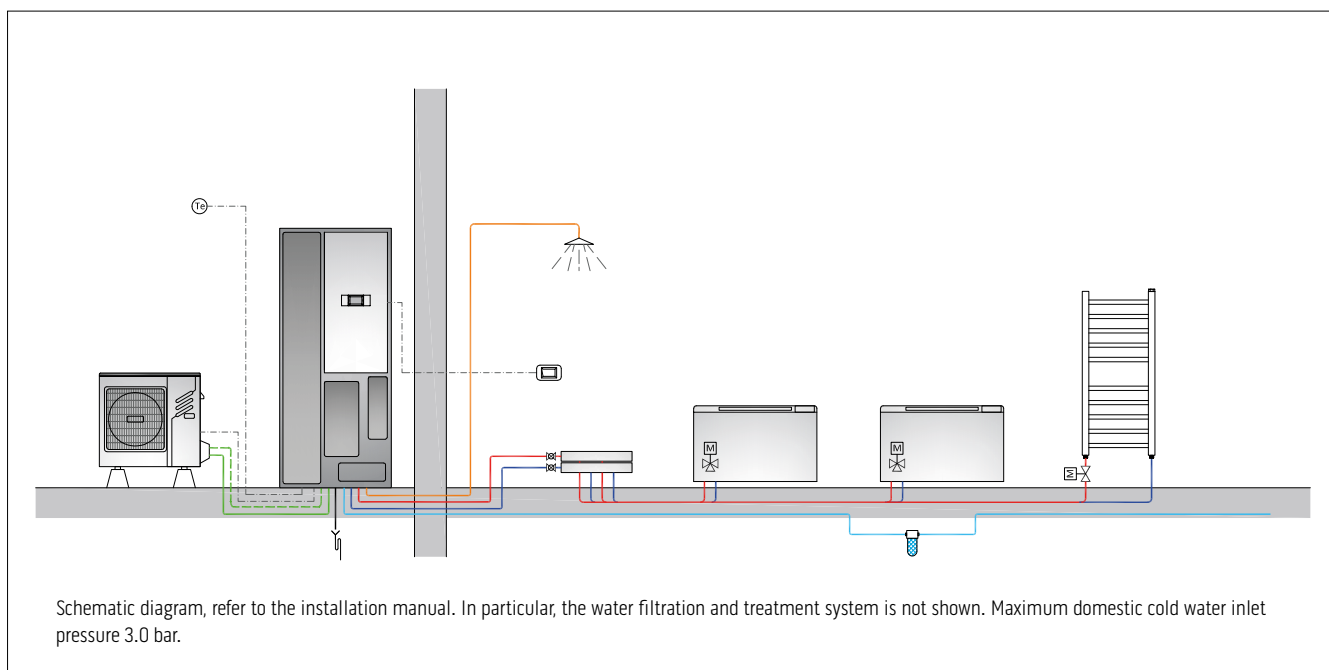 Te
M
M
M
Schematic diagram, refer to the installation manual. In particular, the water filtration and treatment system is not shown. Maximum domestic cold water inlet
pressure 3.0 bar.